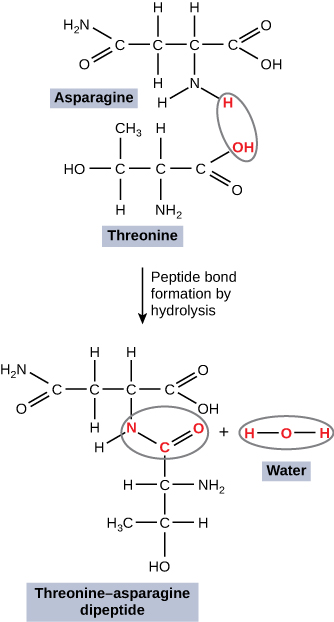 H H
H₂N C C C C O
O OH
H N
Asparagine
H H
CH₃ H
OH
HO C C C
O
H NH₂
Threonine
Peptide bond
formation by
hydrolysis
H H
H₂N C C C C O
O OH
H N O + H O H
H C
Water
H C NH₂
H₃C C H
HO
Threonine–asparagine
dipeptide